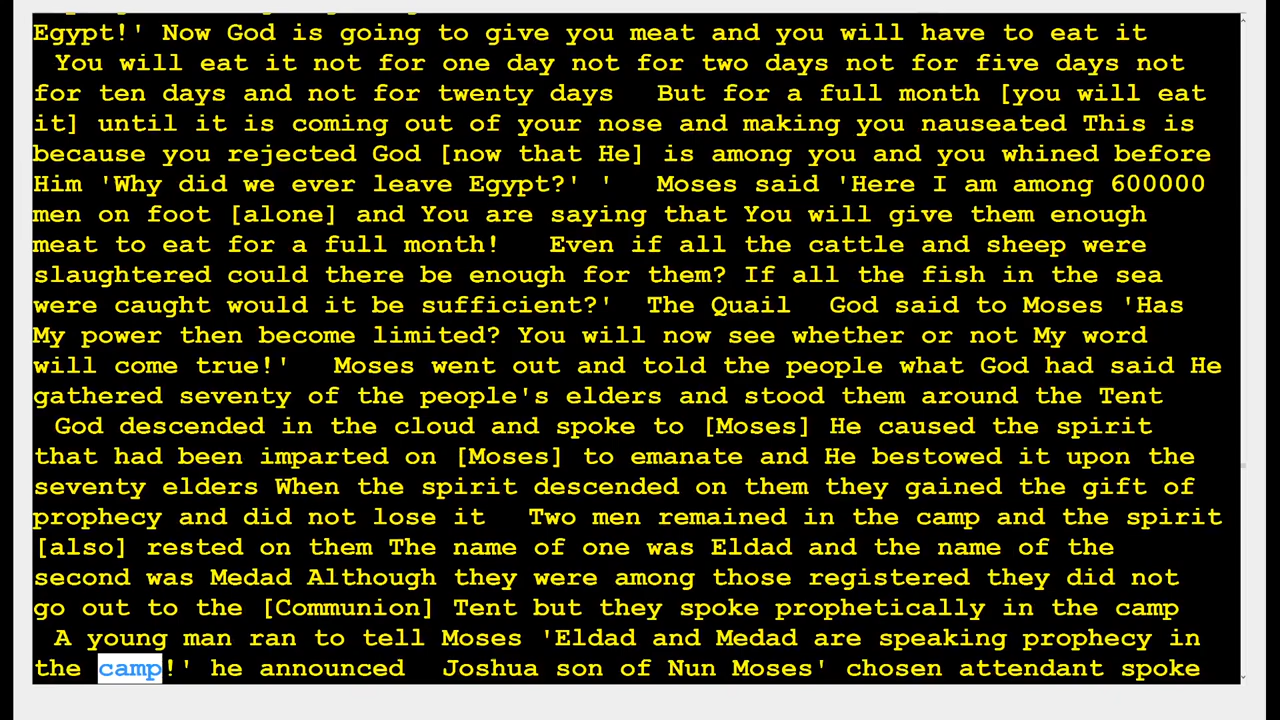 Egypt!' Now God is going to give you meat and you will have to eat it
You will eat it not for one day not for two days not for five days not
for ten days and not for twenty days But for a full month [you will eat
it] until it is coming out of your nose and making you nauseated This is
because you rejected God [now that He] is among you and you whined before
Him 'Why did we ever leave Egypt?' ' Moses said 'Here I am among 600000
men on foot [alone] and You are saying that You will give them enough
meat to eat for a full month! Even if all the cattle and sheep were
slaughtered could there be enough for them? If all the fish in the sea
were caught would it be sufficient?' The Quail God said to Moses 'Has
My power then become limited? You will now see whether or not My word
will come true!' Moses went out and told the people what God had said He
gathered seventy of the people's elders and stood them around the Tent
God descended in the cloud and spoke to [Moses] He caused the spirit
that had been imparted on [Moses] to emanate and He bestowed it upon the
seventy elders When the spirit descended on them they gained the gift of
prophecy and did not lose it Two men remained in the camp and the spirit
[also] rested on them The name of one was Eldad and the name of the
second was Medad Although they were among those registered they did not
go out to the [Communion] Tent but they spoke prophetically in the camp
A young man ran to tell Moses 'Eldad and Medad are speaking prophecy in
the camp!' he announced Joshua son of Nun Moses' chosen attendant spoke